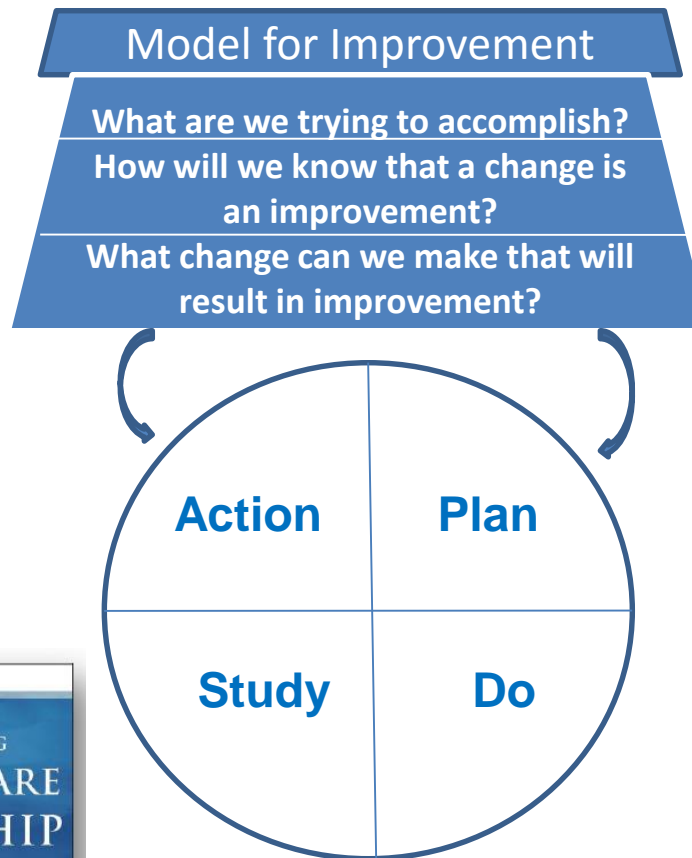 Model for Improvement
What are we trying to accomplish?
How will we know that a change is
an improvement?
What change can we make that will
result in improvement?
Action Plan
Study Do
G
ARE
HIP